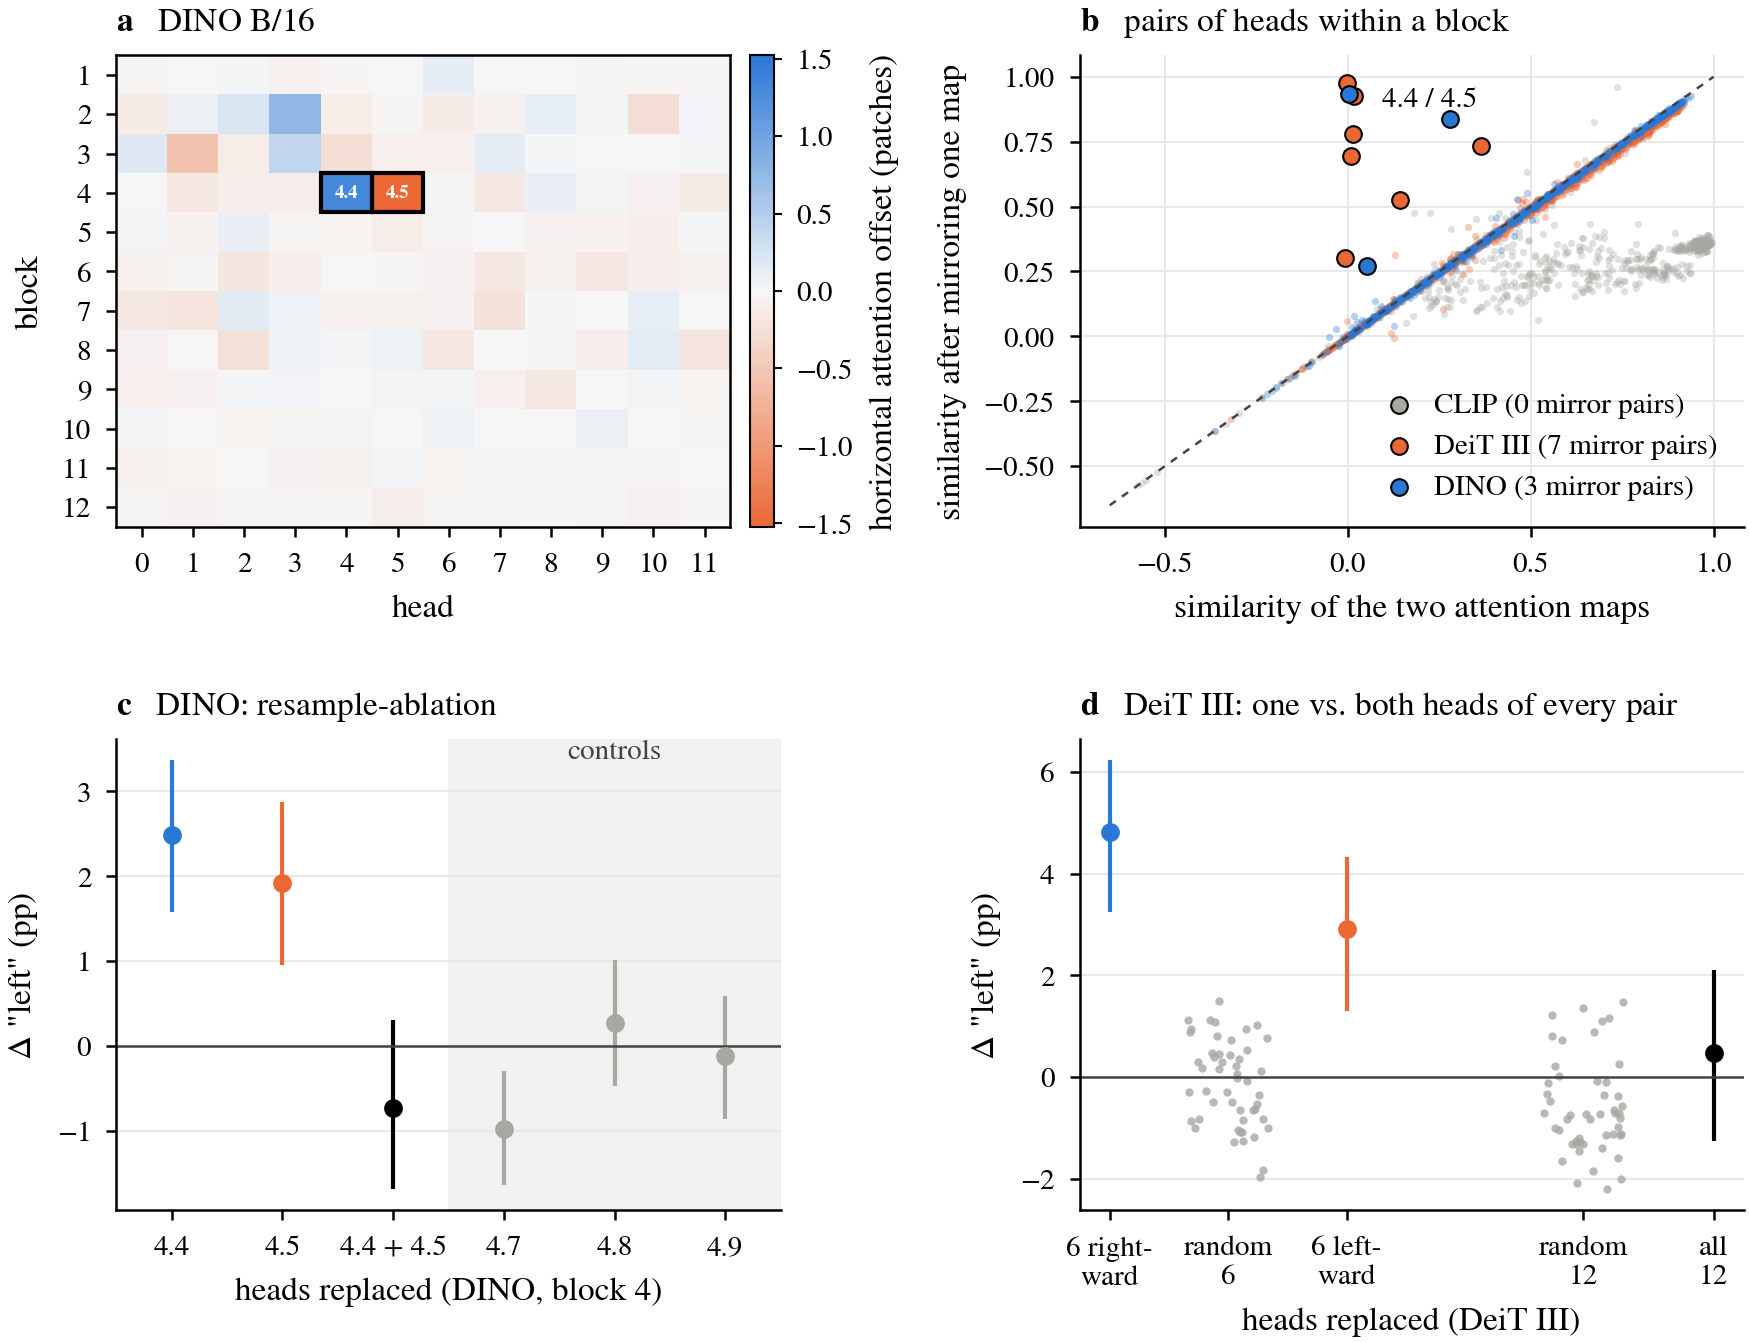 a DINO B/16
1
2
3
4
5
6
7
8
9
10
11
12
block
4.4 4.5
0 1 2 3 4 5 6 7 8 9 10 11
head
1.5
1.0
0.5
0.0
−0.5
−1.0
−1.5
horizontal attention offset (patches)
b pairs of heads within a block
1.00
0.75
0.50
0.25
0.00
−0.25
−0.50
similarity after mirroring one map
4.4 / 4.5
CLIP (0 mirror pairs)
DeiT III (7 mirror pairs)
DINO (3 mirror pairs)
−0.5 0.0 0.5 1.0
similarity of the two attention maps
c DINO: resample-ablation
controls
3
2
1
0
−1
Δ "left" (pp)
4.4 4.5 4.4 + 4.5 4.7 4.8 4.9
heads replaced (DINO, block 4)
d DeiT III: one vs. both heads of every pair
6
4
2
0
−2
Δ "left" (pp)
6 right- random 6 left- random all
ward 6 ward 12 12
heads replaced (DeiT III)